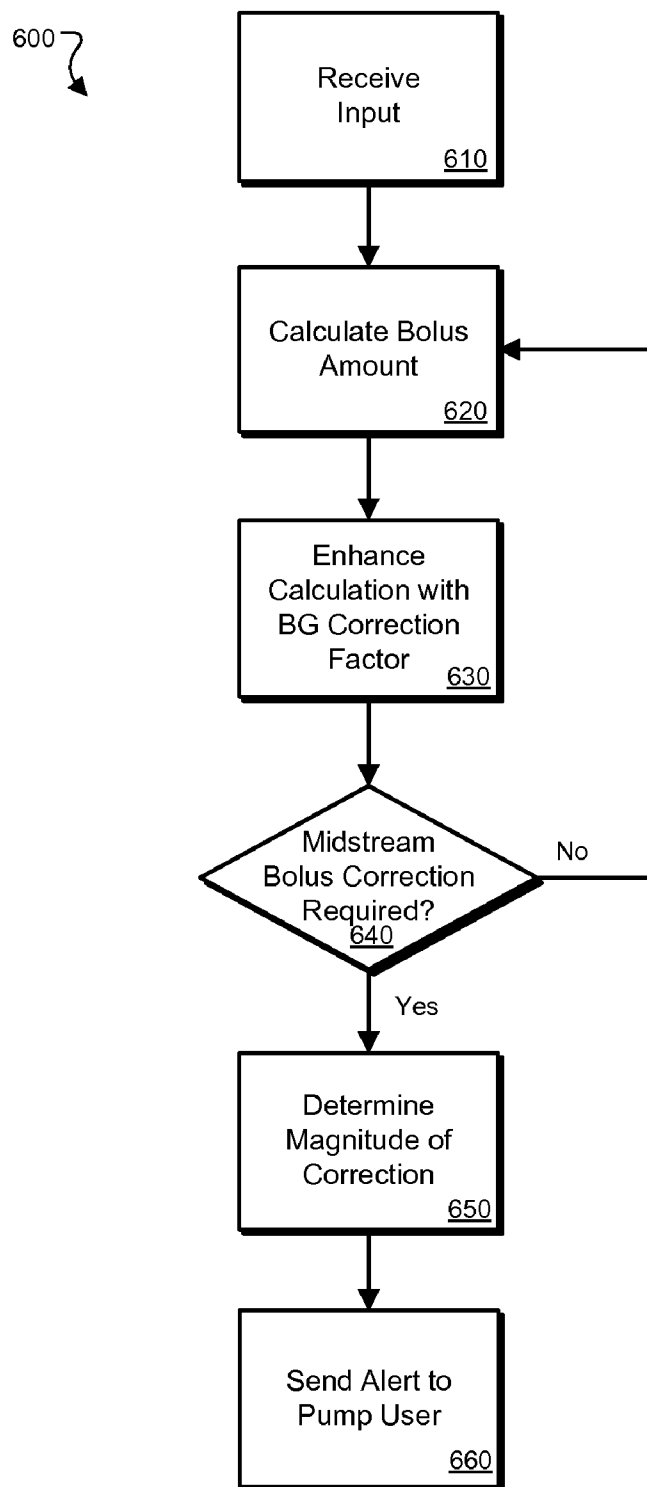 600
Receive
Input
610
Calculate Bolus
Amount
620
Enhance
Calculation with
BG Correction
Factor
630
Midstream
Bolus Correction
Required?
640
No
Yes
Determine
Magnitude of
Correction
650
Send Alert to
Pump User
660